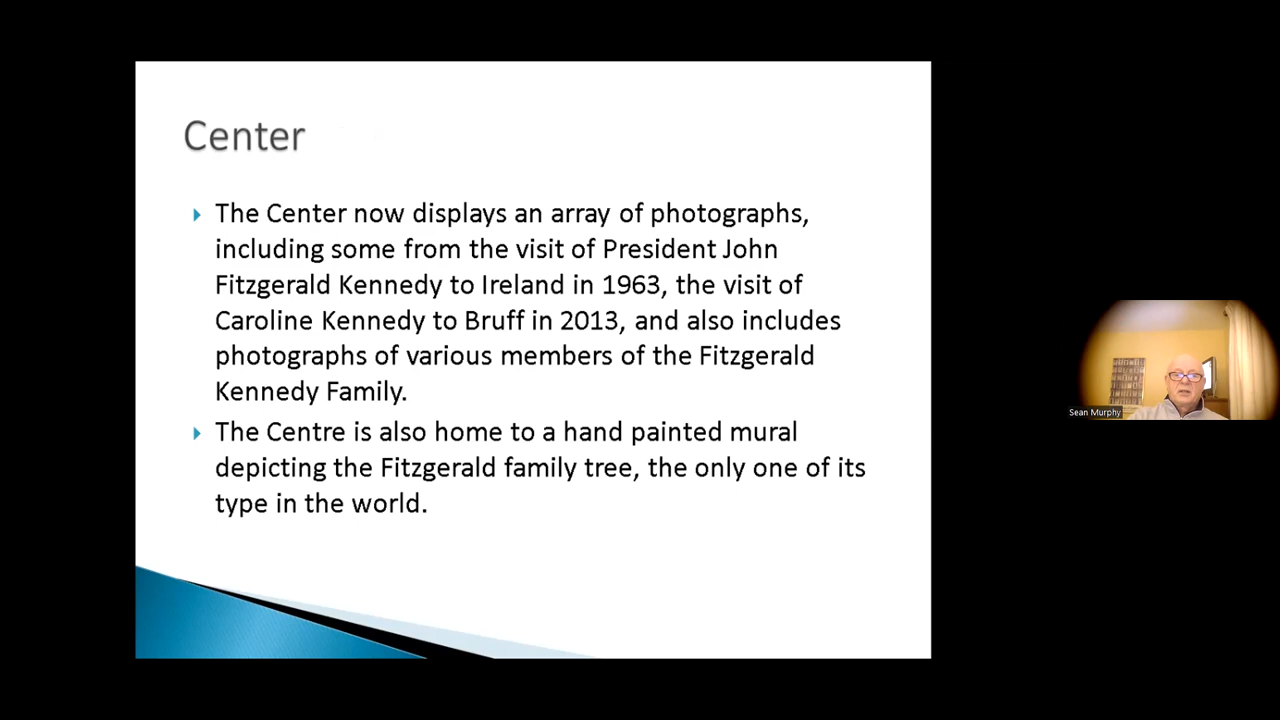 Center
The Center now displays an array of photographs,
including some from the visit of President John
Fitzgerald Kennedy to Ireland in 1963, the visit of
Caroline Kennedy to Bruff in 2013, and also includes
photographs of various members of the Fitzgerald
Kennedy Family.
The Centre is also home to a hand painted mural
depicting the Fitzgerald family tree, the only one of its
type in the world.
Sean Murphy